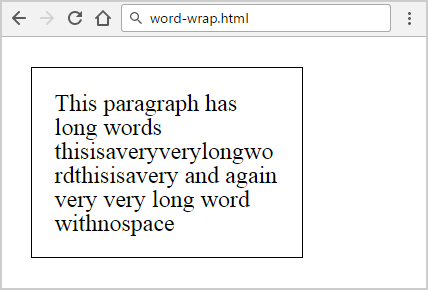 word-wrap.html
This paragraph has
long words
thisisaveryverylongwo
rdthisisavery and again
very very long word
withnospace